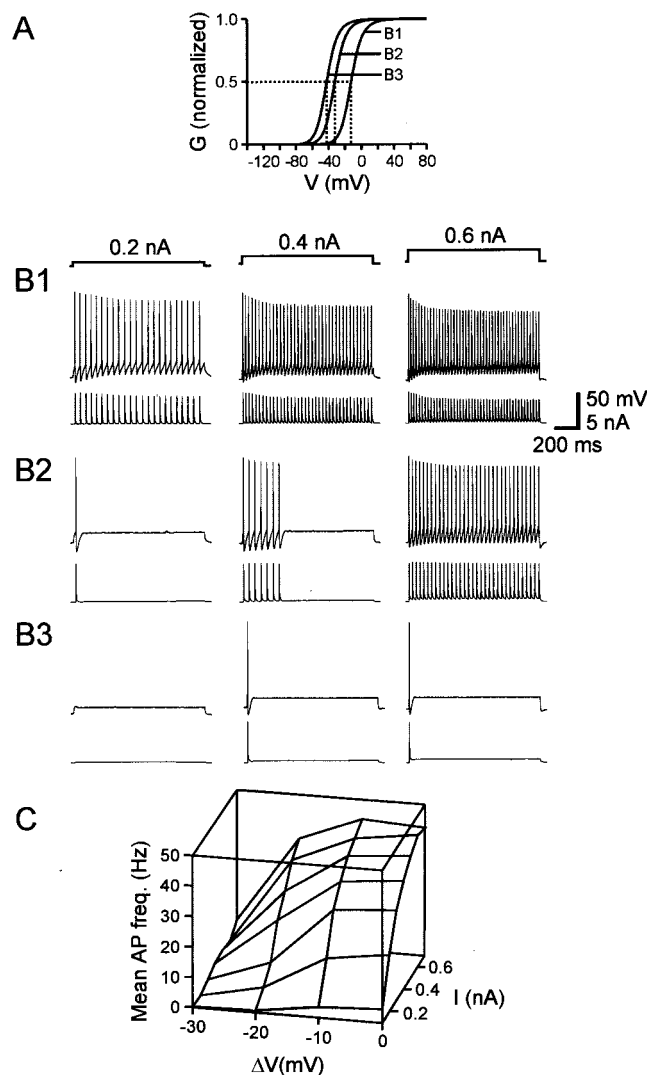 A
G (normalized)
1.0
0.5
0
B1
B2
B3
-120 -80 -40 0 40 80
V (mV)
0.2 nA 0.4 nA 0.6 nA
B1
50 mV
5 nA
200 ms
B2
B3
C
Mean AP freq. (Hz)
50
40
30
20
10
0
-30 -20 -10 0
ΔV(mV)
0.6
0.4
0.2
I (nA)